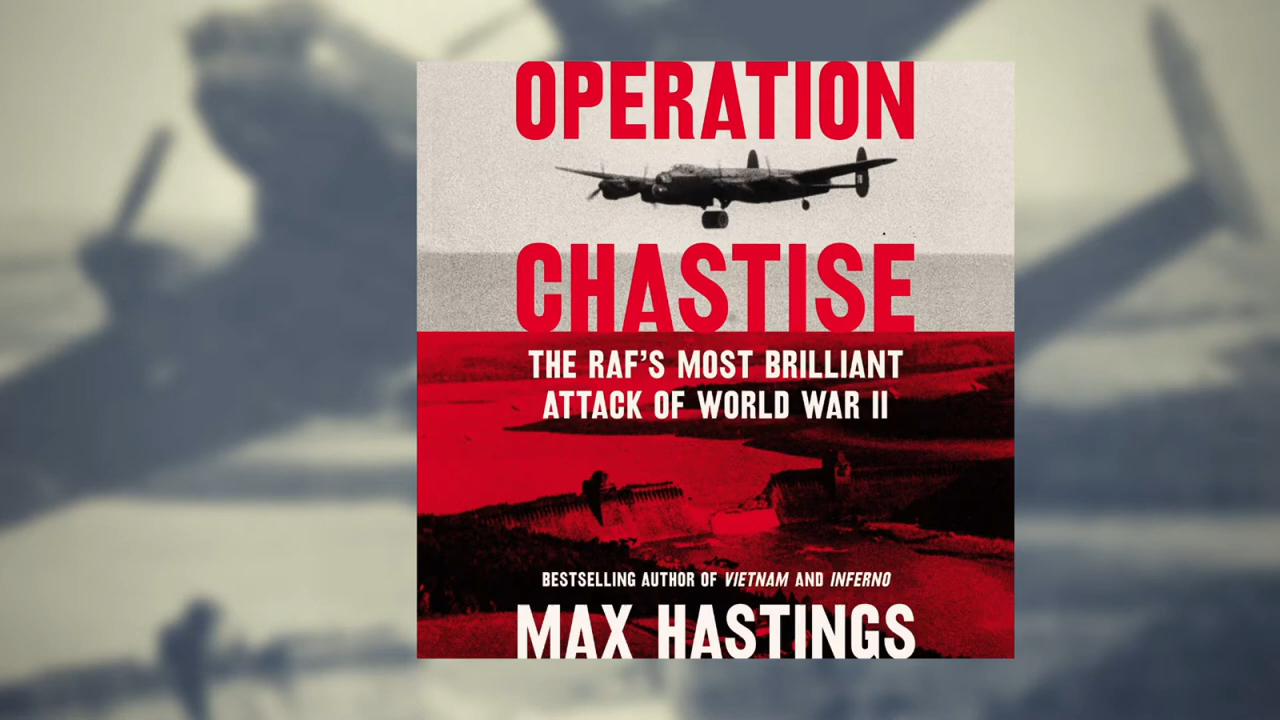 OPERATION
CHASTISE
THE RAF'S MOST BRILLIANT
ATTACK OF WORLD WAR II
BESTSELLING AUTHOR OF VIETNAM AND INFERNO
MAX HASTINGS